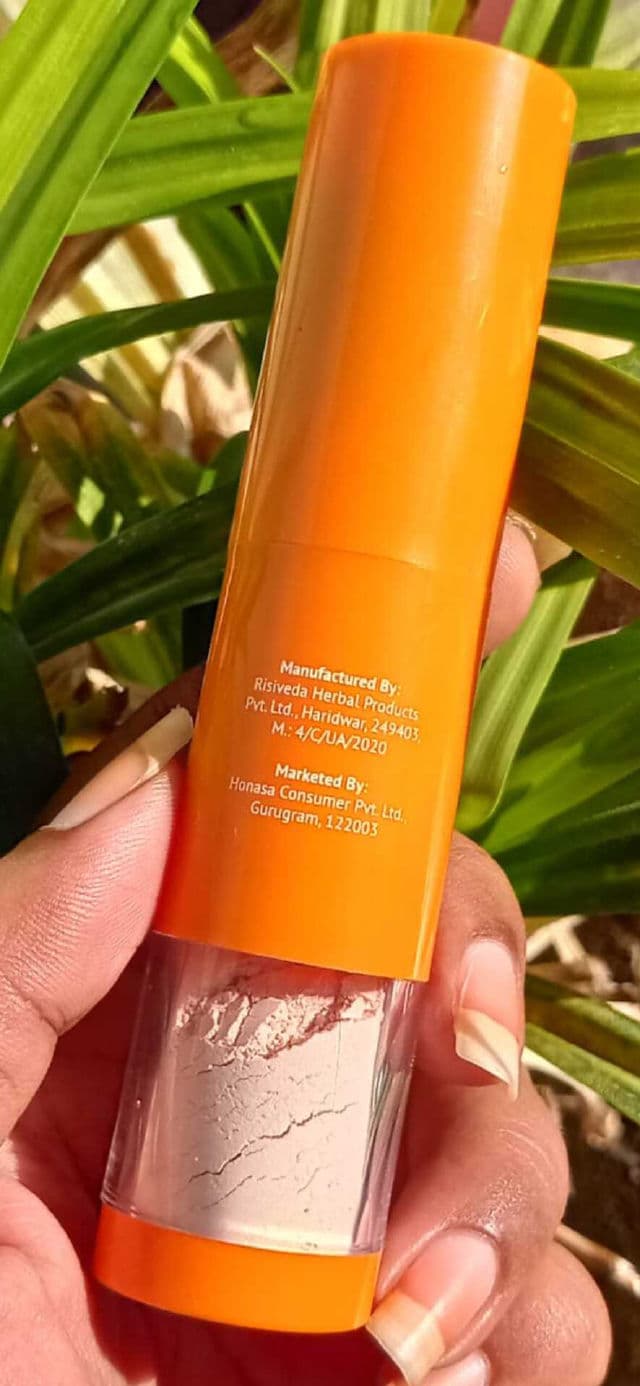 Manufactured By:
Risiveda Herbal Products
Pvt. Ltd., Haridwar, 249403,
M.: 4/C/UA/2020
Marketed By:
Honasa Consumer Pvt. Ltd.,
Gurugram, 122003